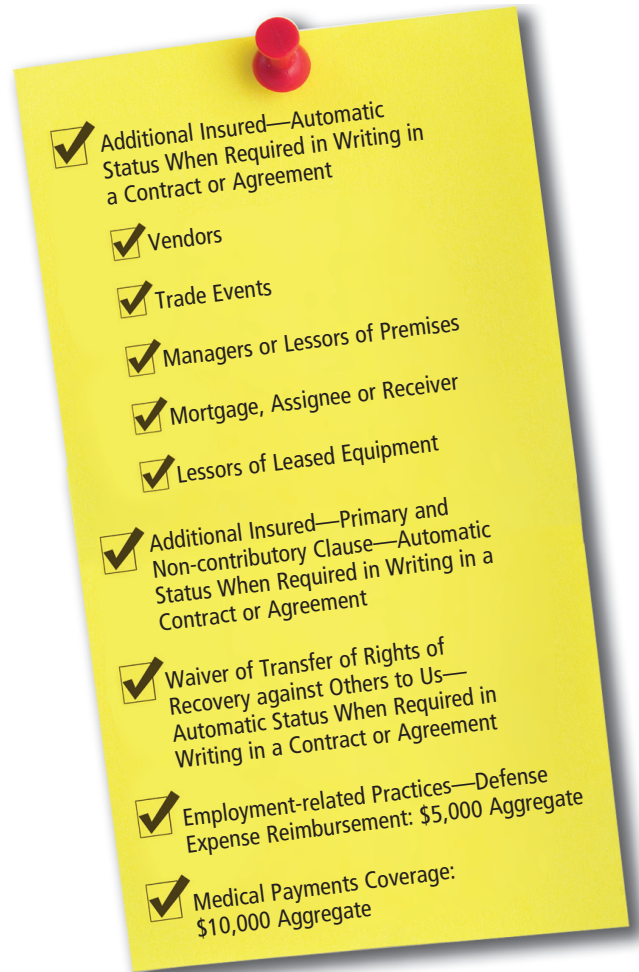 Additional Insured—Automatic
Status When Required in Writing in
a Contract or Agreement
Vendors
Trade Events
Managers or Lessors of Premises
Mortgage, Assignee or Receiver
Lessors of Leased Equipment
Additional Insured—Primary and
Non-contributory Clause—Automatic
Status When Required in Writing in a
Contract or Agreement
Waiver of Transfer of Rights of
Recovery against Others to Us—
Automatic Status When Required in
Writing in a Contract or Agreement
Employment-related Practices—Defense
Expense Reimbursement: $5,000 Aggregate
Medical Payments Coverage:
$10,000 Aggregate